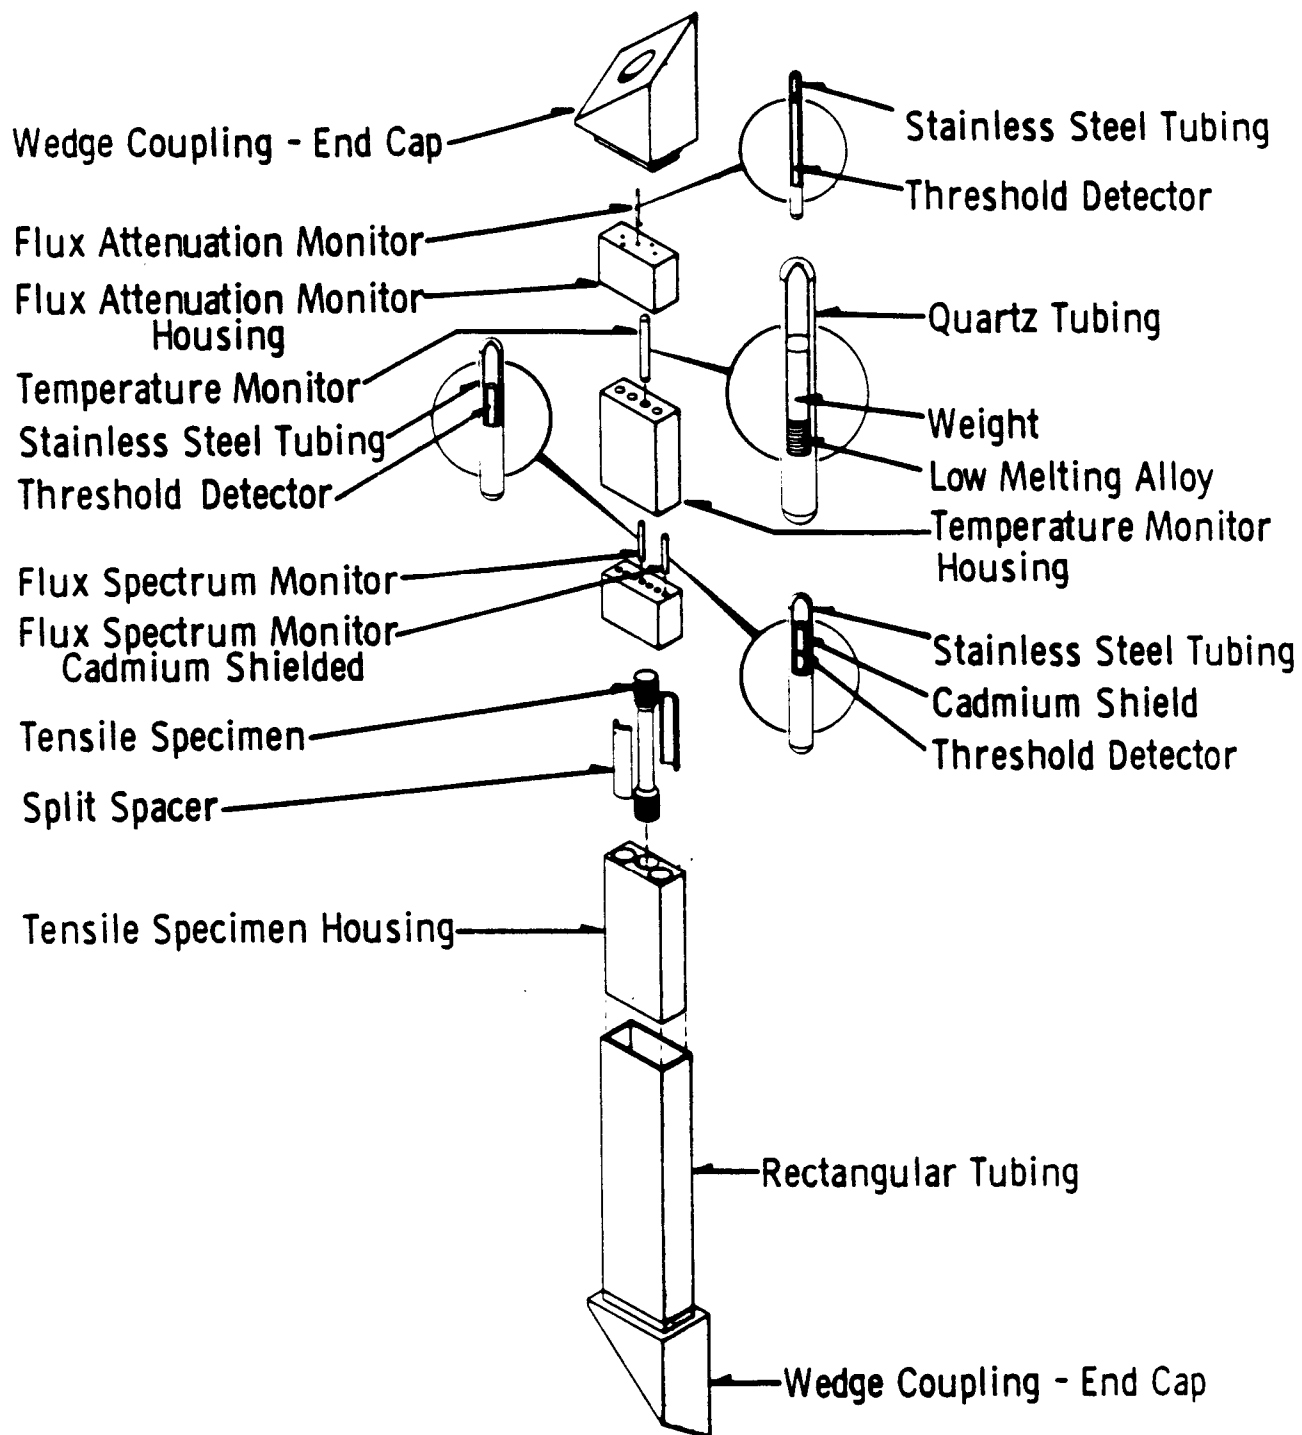 Wedge Coupling - End Cap
Stainless Steel Tubing
Threshold Detector
Flux Attenuation Monitor
Flux Attenuation Monitor
Housing
Quartz Tubing
Temperature Monitor
Stainless Steel Tubing
Threshold Detector
Weight
Low Melting Alloy
Temperature Monitor
Housing
Flux Spectrum Monitor
Flux Spectrum Monitor
Cadmium Shielded
Stainless Steel Tubing
Cadmium Shield
Threshold Detector
Tensile Specimen
Split Spacer
Tensile Specimen Housing
Rectangular Tubing
Wedge Coupling - End Cap